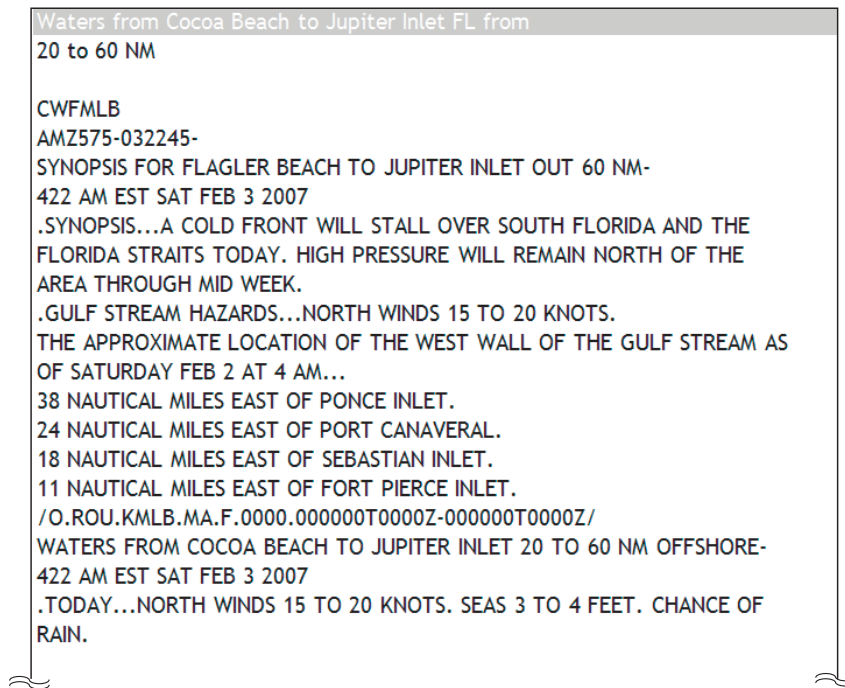 Waters from Cocoa Beach to Jupiter Inlet FL from
20 to 60 NM
CWFMLB
AMZ575-032245-
SYNOPSIS FOR FLAGLER BEACH TO JUPITER INLET OUT 60 NM-
422 AM EST SAT FEB 3 2007
.SYNOPSIS...A COLD FRONT WILL STALL OVER SOUTH FLORIDA AND THE
FLORIDA STRAITS TODAY. HIGH PRESSURE WILL REMAIN NORTH OF THE
AREA THROUGH MID WEEK.
.GULF STREAM HAZARDS...NORTH WINDS 15 TO 20 KNOTS.
THE APPROXIMATE LOCATION OF THE WEST WALL OF THE GULF STREAM AS
OF SATURDAY FEB 2 AT 4 AM...
38 NAUTICAL MILES EAST OF PONCE INLET.
24 NAUTICAL MILES EAST OF PORT CANAVERAL.
18 NAUTICAL MILES EAST OF SEBASTIAN INLET.
11 NAUTICAL MILES EAST OF FORT PIERCE INLET.
/O.ROU.KMLB.MA.F.0000.000000T0000Z-000000T0000Z/
WATERS FROM COCOA BEACH TO JUPITER INLET 20 TO 60 NM OFFSHORE-
422 AM EST SAT FEB 3 2007
.TODAY...NORTH WINDS 15 TO 20 KNOTS. SEAS 3 TO 4 FEET. CHANCE OF
RAIN.